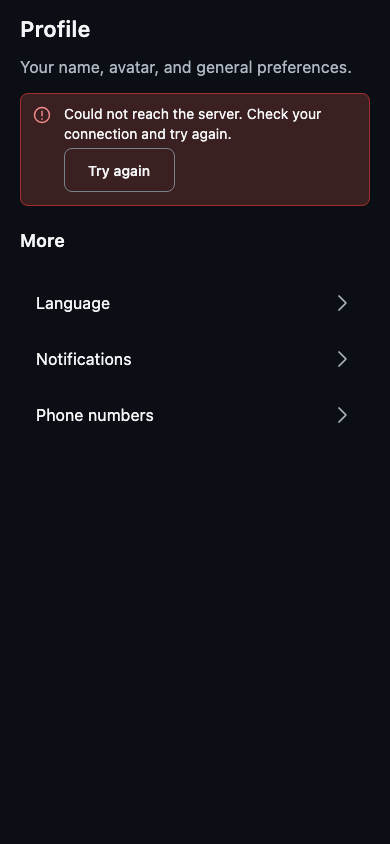 Profile
Your name, avatar, and general preferences.
Could not reach the server. Check your
connection and try again.
Try again
More
Language
Notifications
Phone numbers